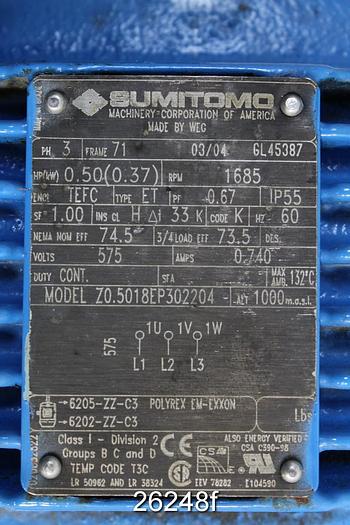 SUMITOMO
MACHINERY CORPORATION OF AMERICA
MADE BY WEG
PH 3 FRAME 71 03/04 GL45387
HP(kW) 0.50(0.37) RPM 1685
ENCL TEFC TYPE ET PF 0.67 IP55
SF 1.00 INS CL H Δt 33 K CODE K HZ 60
NEMA NOM EFF 74.5 3/4 LOAD EFF 73.5 DES.
VOLTS 575 AMPS 0.740
DUTY CONT. SFA MAX AMB. 132°C
MODEL Z0.5018EP302204 - ALT 1000 m.a.s.l.
575 1U 1V 1W
L1 L2 L3
6205-ZZ-C3 POLYREX EM-EXXON
6202-ZZ-C3 Lbs
Class I - Division 2 CE ALSO ENERGY VERIFIED
Groups B C and D CSA C390-98
TEMP CODE T3C
LR 50962 AND LR 38324 EEV 78282 E104590
26248f